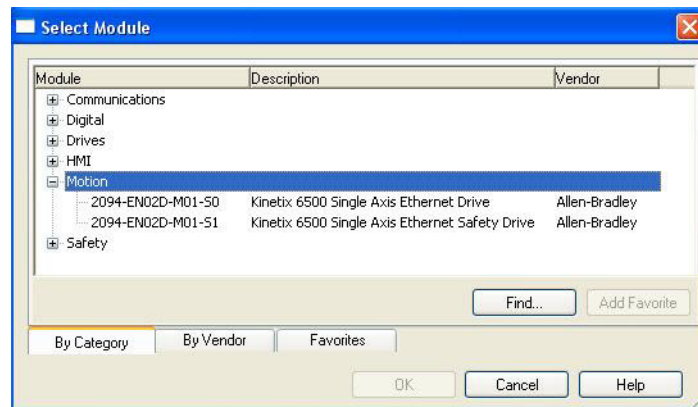 Select Module
Module Description Vendor
Communications
Digital
Drives
HMI
Motion
2094-EN02D-M01-S0 Kinetix 6500 Single Axis Ethernet Drive Allen-Bradley
2094-EN02D-M01-S1 Kinetix 6500 Single Axis Ethernet Safety Drive Allen-Bradley
Safety
Find... Add Favorite
By Category By Vendor Favorites
OK Cancel Help